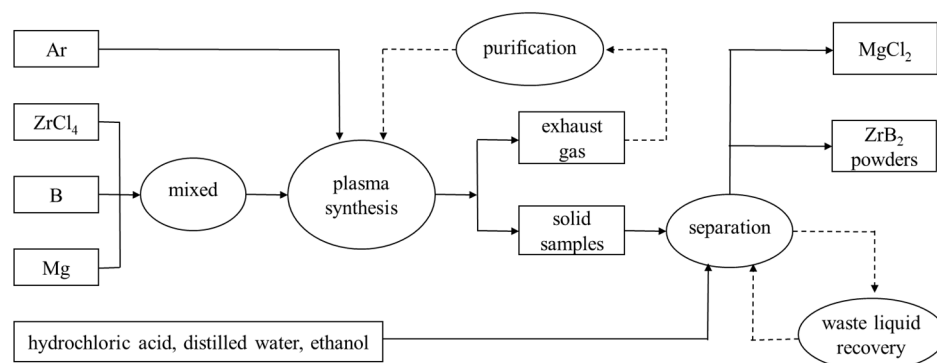 Ar
purification
MgCl₂
ZrCl₄
exhaust
gas
ZrB₂
powders
B
mixed
plasma
synthesis
solid
samples
separation
Mg
hydrochloric acid, distilled water, ethanol
waste liquid
recovery